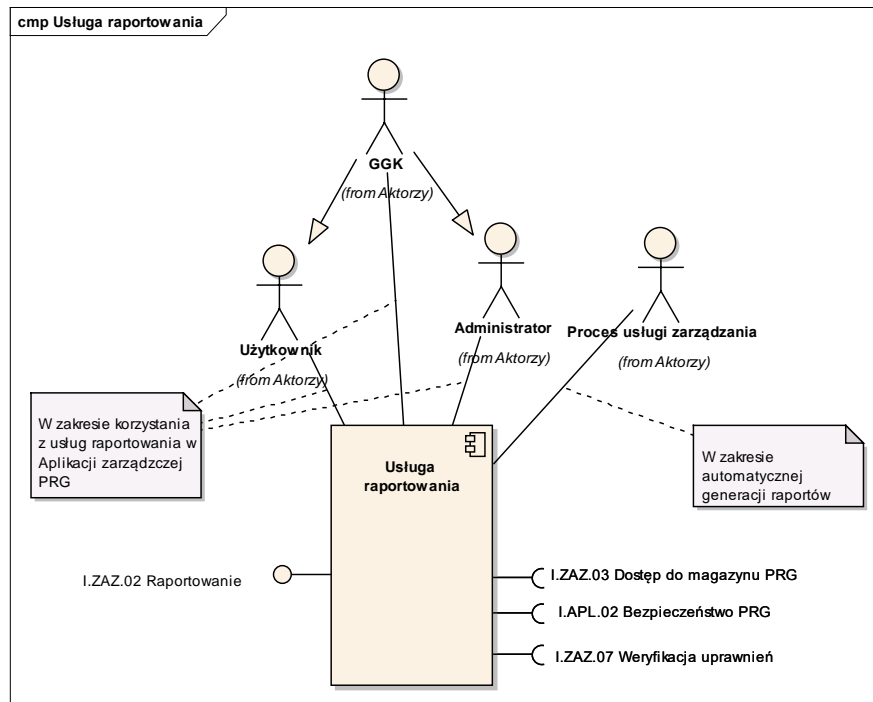 cmp Usługa raportowania
GGK
(from Aktorzy)
Użytkownik
(from Aktorzy)
Administrator
(from Aktorzy)
Proces usługi zarządzania
(from Aktorzy)
W zakresie korzystania
z usług raportowania w
Aplikacji zarządzczej
PRG
Usługa
raportowania
W zakresie
automatycznej
generacji raportów
I.ZAZ.02 Raportowanie
I.ZAZ.03 Dostęp do magazynu PRG
I.APL.02 Bezpieczeństwo PRG
I.ZAZ.07 Weryfikacja uprawnień